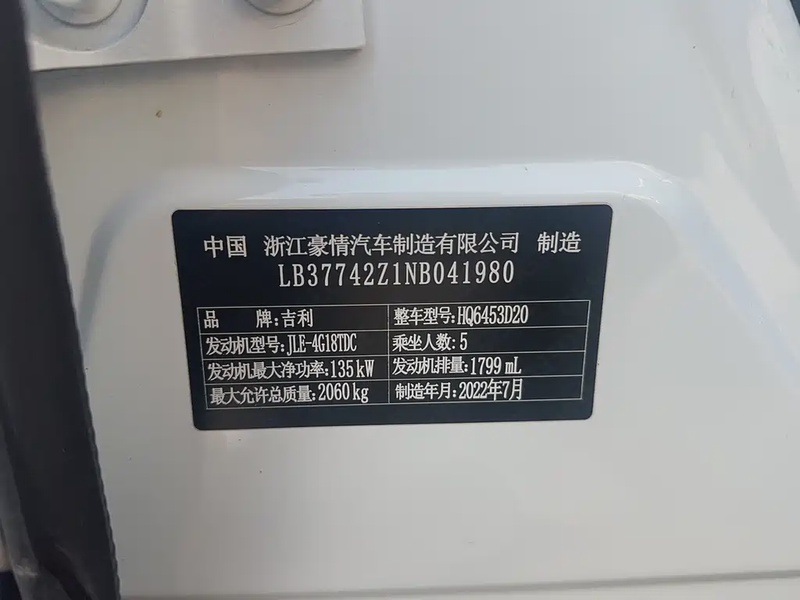 中国 浙江豪情汽车制造有限公司 制造
LB37742Z1NB041980
品 牌:吉利 整车型号:HQ6453D20
发动机型号:JLE-4G18TDC 乘坐人数:5
发动机最大净功率:135kW 发动机排量:1799mL
最大允许总质量:2060kg 制造年月:2022年7月